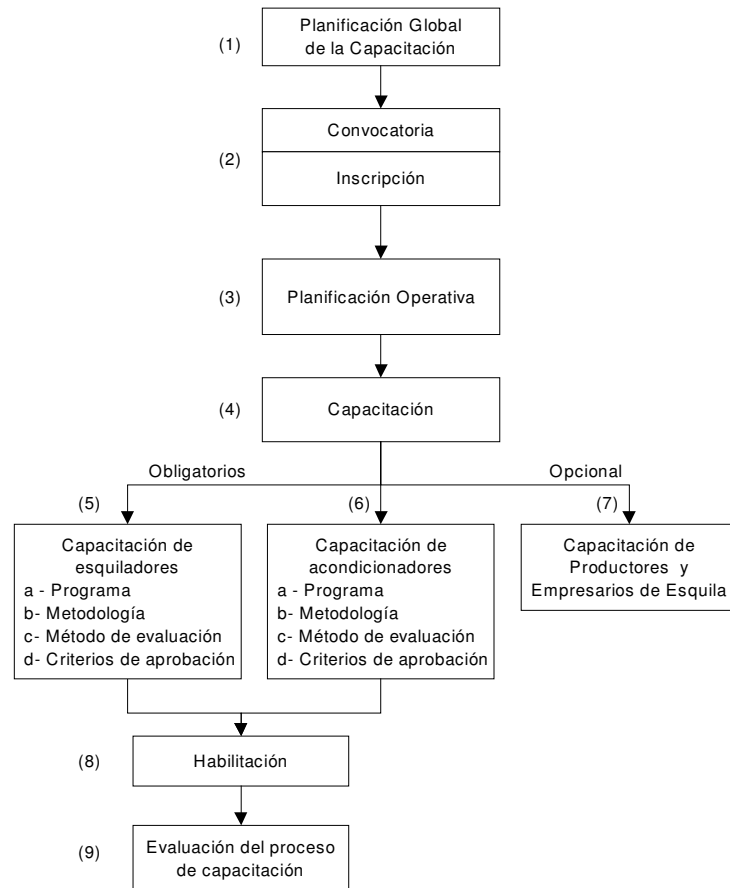 (1)
Planificación Global
de la Capacitación
(2)
Convocatoria
Inscripción
(3)
Planificación Operativa
(4)
Capacitación
Obligatorios
Opcional
(5)
Capacitación de
esquiladores
a - Programa
b- Metodología
c- Método de evaluación
d- Criterios de aprobación
(6)
Capacitación de
acondicionadores
a - Programa
b- Metodología
c- Método de evaluación
d- Criterios de aprobación
(7)
Capacitación de
Productores y
Empresarios de Esquila
(8)
Habilitación
(9)
Evaluación del proceso
de capacitación